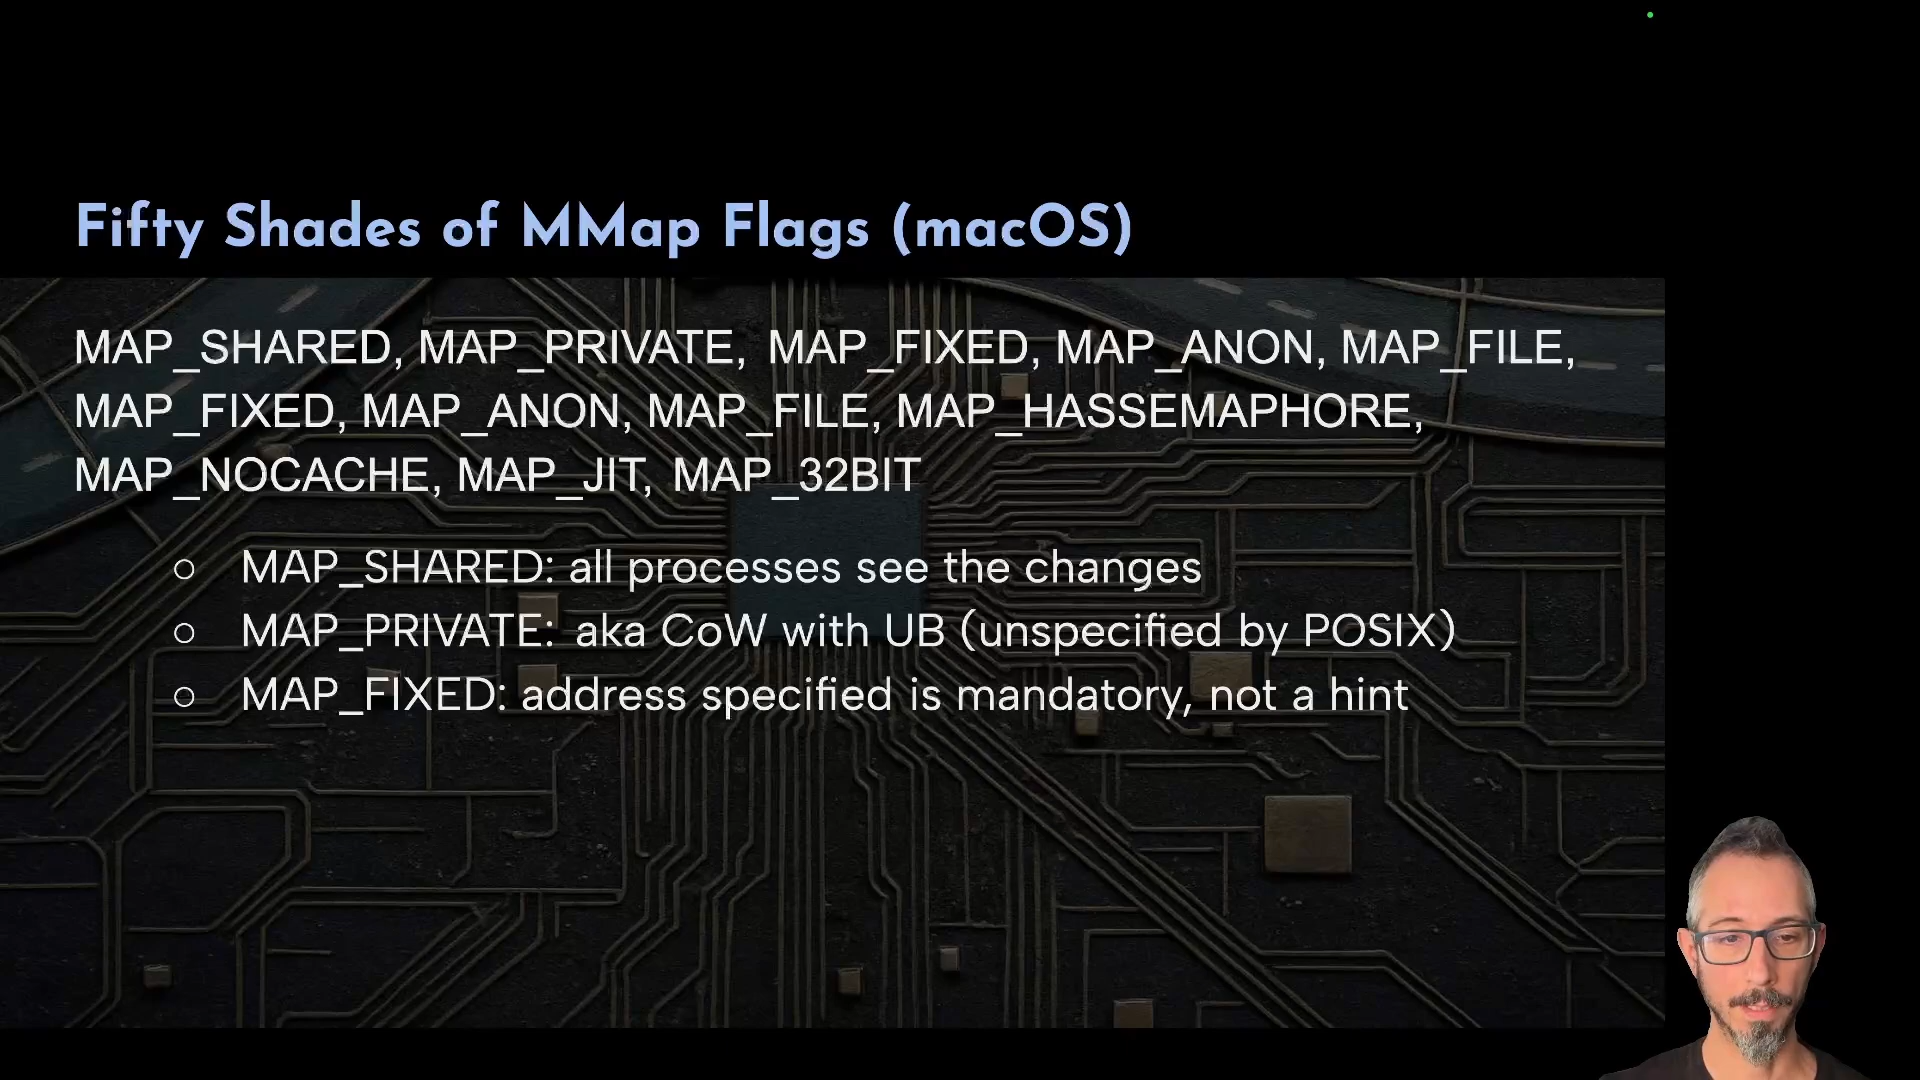 Fifty Shades of MMap Flags (macOS)
MAP_SHARED, MAP_PRIVATE, MAP_FIXED, MAP_ANON, MAP_FILE,
MAP_FIXED, MAP_ANON, MAP_FILE, MAP_HASSEMAPHORE,
MAP_NOCACHE, MAP_JIT, MAP_32BIT
○ MAP_SHARED: all processes see the changes
○ MAP_PRIVATE: aka CoW with UB (unspecified by POSIX)
○ MAP_FIXED: address specified is mandatory, not a hint